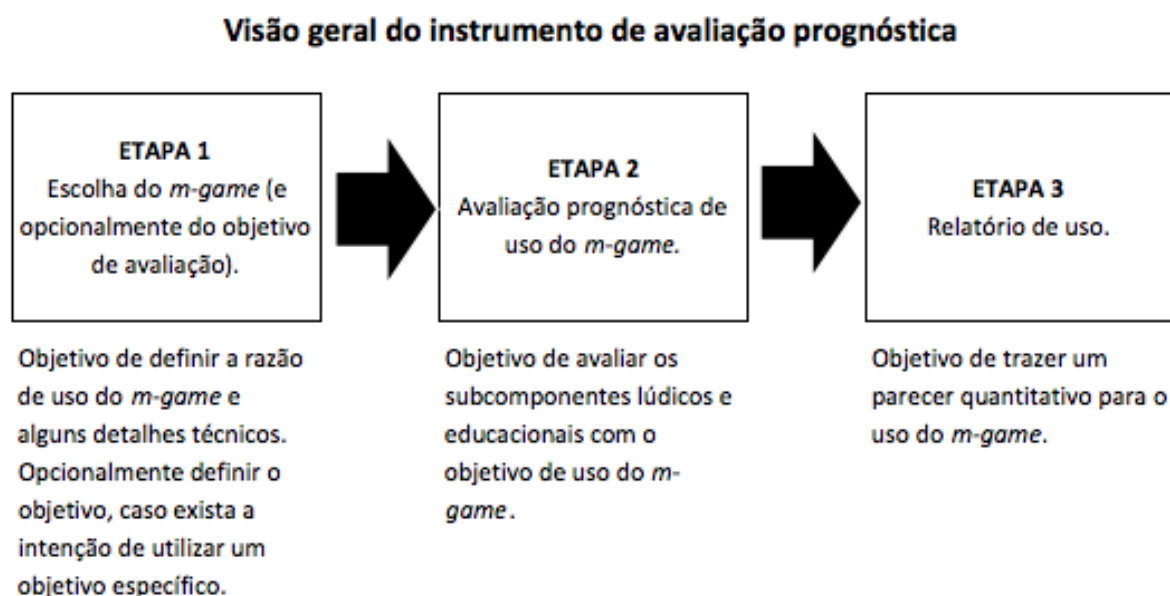 Visão geral do instrumento de avaliação prognóstica
ETAPA 1
Escolha do m-game (e
opcionalmente do objetivo
de avaliação).
ETAPA 2
Avaliação prognóstica de
uso do m-game.
ETAPA 3
Relatório de uso.
Objetivo de definir a razão
de uso do m-game e
alguns detalhes técnicos.
Opcionalmente definir o
objetivo, caso exista a
intenção de utilizar um
objetivo específico.
Objetivo de avaliar os
subcomponentes lúdicos e
educacionais com o
objetivo de uso do m-
game.
Objetivo de trazer um
parecer quantitativo para o
uso do m-game.